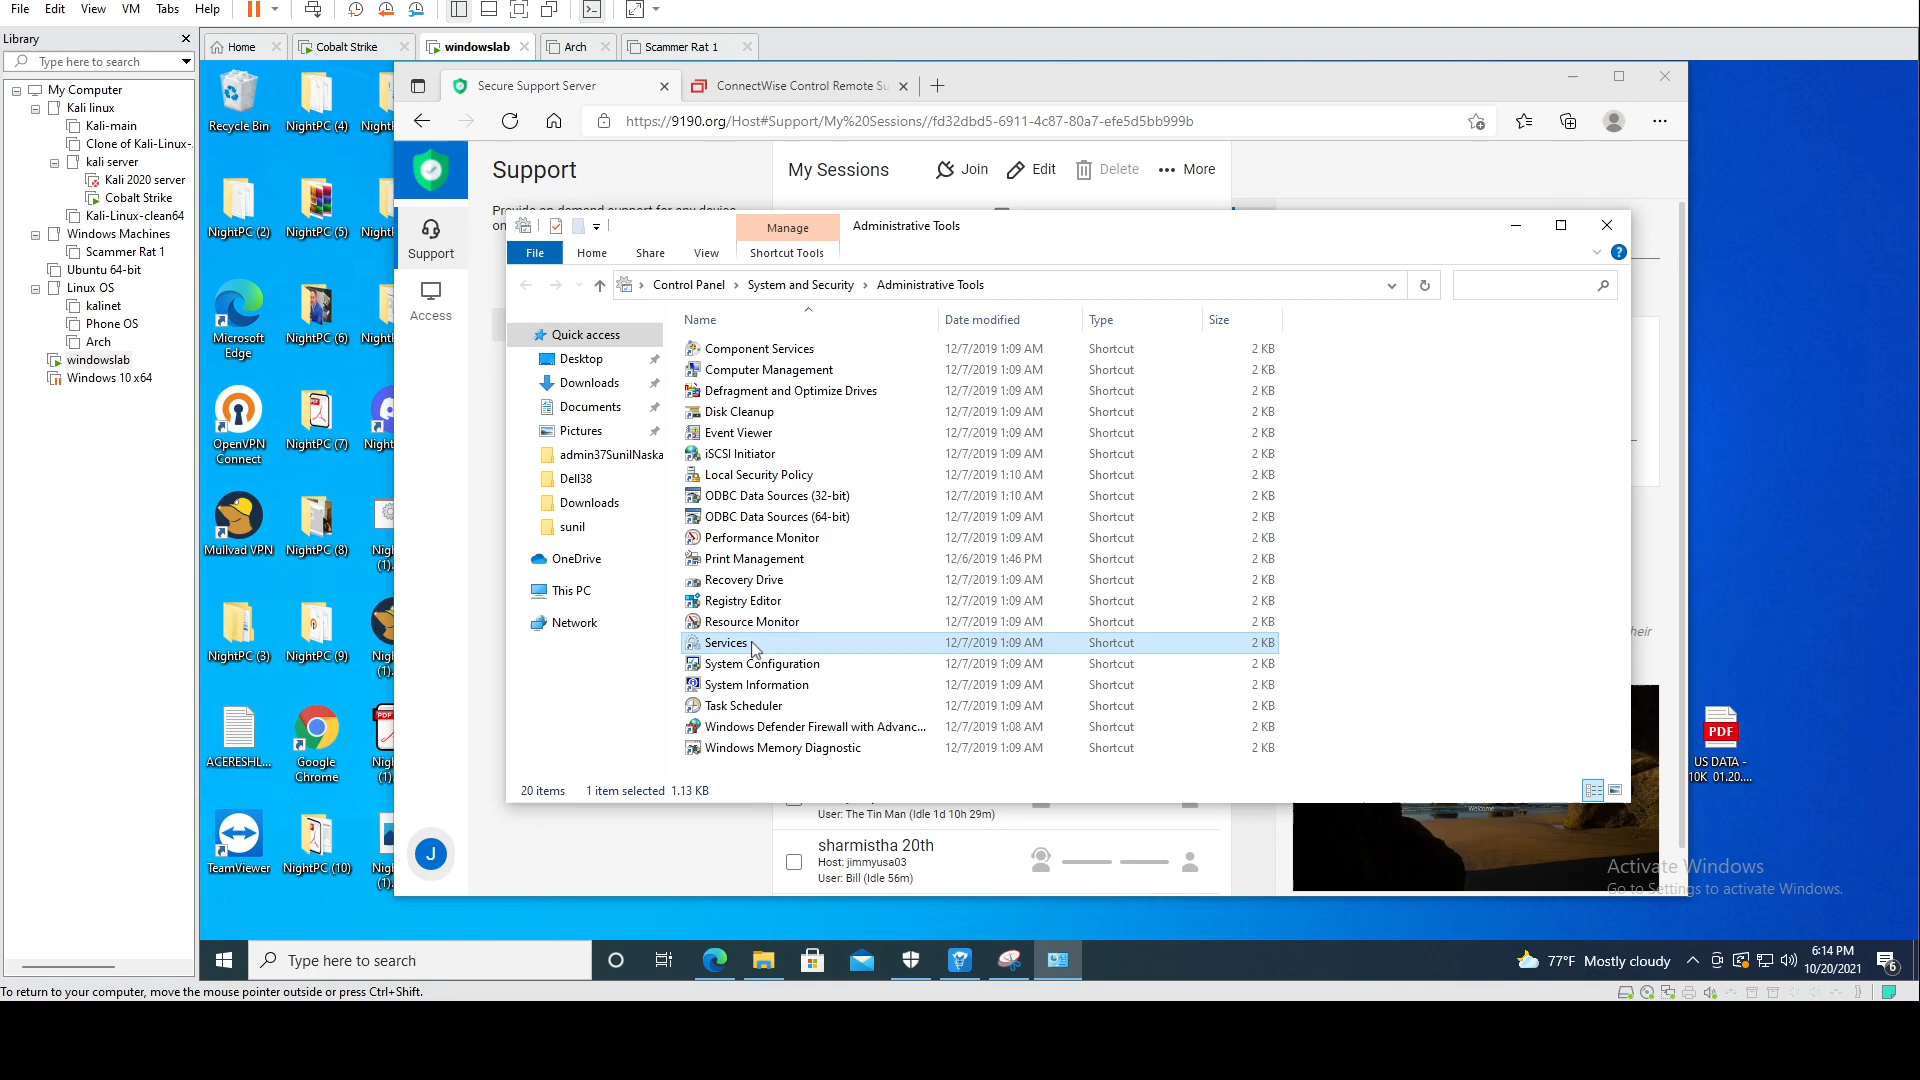 File Edit View VM Tabs Help
Library
Type here to search
My Computer
Kali linux
Kali-main
Clone of Kali-Linux-
kali server
Kali 2020 server
Cobalt Strike
Kali-Linux-clean64
Windows Machines
Scammer Rat 1
Ubuntu 64-bit
Linux OS
kalinet
Phone OS
Arch
windowslab
Windows 10 x64
Home Cobalt Strike windowslab Arch Scammer Rat 1
Recycle Bin NightPC (4)
NightPC (2) NightPC (5)
Microsoft Edge NightPC (6)
OpenVPN Connect NightPC (7)
Mullvad VPN NightPC (8)
NightPC (3) NightPC (9)
ACERESHL... Google Chrome
TeamViewer NightPC (10)
Secure Support Server ConnectWise Control Remote Su
https://9190.org/Host#Support/My%20Sessions//fd32dbd5-6911-4c87-80a7-efe5d5bb999b
Support
Access
J
Support
My Sessions Join Edit Delete More
Manage Administrative Tools
File Home Share View Shortcut Tools
Control Panel System and Security Administrative Tools
Quick access
Desktop
Downloads
Documents
Pictures
admin37SunilNaska
Dell38
Downloads
sunil
OneDrive
This PC
Network
Name Date modified Type Size
Component Services 12/7/2019 1:09 AM Shortcut 2 KB
Computer Management 12/7/2019 1:09 AM Shortcut 2 KB
Defragment and Optimize Drives 12/7/2019 1:09 AM Shortcut 2 KB
Disk Cleanup 12/7/2019 1:09 AM Shortcut 2 KB
Event Viewer 12/7/2019 1:09 AM Shortcut 2 KB
iSCSI Initiator 12/7/2019 1:09 AM Shortcut 2 KB
Local Security Policy 12/7/2019 1:10 AM Shortcut 2 KB
ODBC Data Sources (32-bit) 12/7/2019 1:10 AM Shortcut 2 KB
ODBC Data Sources (64-bit) 12/7/2019 1:09 AM Shortcut 2 KB
Performance Monitor 12/7/2019 1:09 AM Shortcut 2 KB
Print Management 12/6/2019 1:46 PM Shortcut 2 KB
Recovery Drive 12/7/2019 1:09 AM Shortcut 2 KB
Registry Editor 12/7/2019 1:09 AM Shortcut 2 KB
Resource Monitor 12/7/2019 1:09 AM Shortcut 2 KB
Services 12/7/2019 1:09 AM Shortcut 2 KB
System Configuration 12/7/2019 1:09 AM Shortcut 2 KB
System Information 12/7/2019 1:09 AM Shortcut 2 KB
Task Scheduler 12/7/2019 1:09 AM Shortcut 2 KB
Windows Defender Firewall with Advanc... 12/7/2019 1:08 AM Shortcut 2 KB
Windows Memory Diagnostic 12/7/2019 1:09 AM Shortcut 2 KB
20 items 1 item selected 1.13 KB
User: The Tin Man (Idle 1d 10h 29m)
sharmistha 20th
Host: jimmyusa03
User: Bill (Idle 56m)
Welcome
PDF
US DATA -
10K 01.20....
Activate Windows
Go to Settings to activate Windows.
Type here to search
77°F Mostly cloudy
6:14 PM
10/20/2021
6
To return to your computer, move the mouse pointer outside or press Ctrl+Shift.